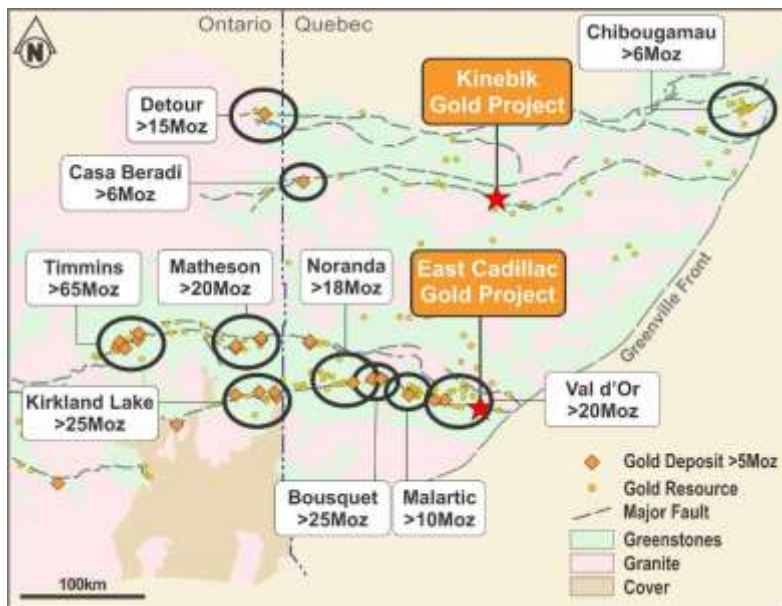 Ontario
Quebec
N
Chibougamau
>6Moz
Kineblk
Gold Project
Detour
>15Moz
Casa Beradi
>6Moz
Timmins
>65Moz
Matheson
>20Moz
Noranda
>18Moz
East Cadillac
Gold Project
Greenville Front
Kirkland Lake
>25Moz
Val d'Or
>20Moz
Bousquet
>25Moz
Malartic
>10Moz
Gold Deposit >5Moz
Gold Resource
Major Fault
Greenstones
Granite
Cover
100km